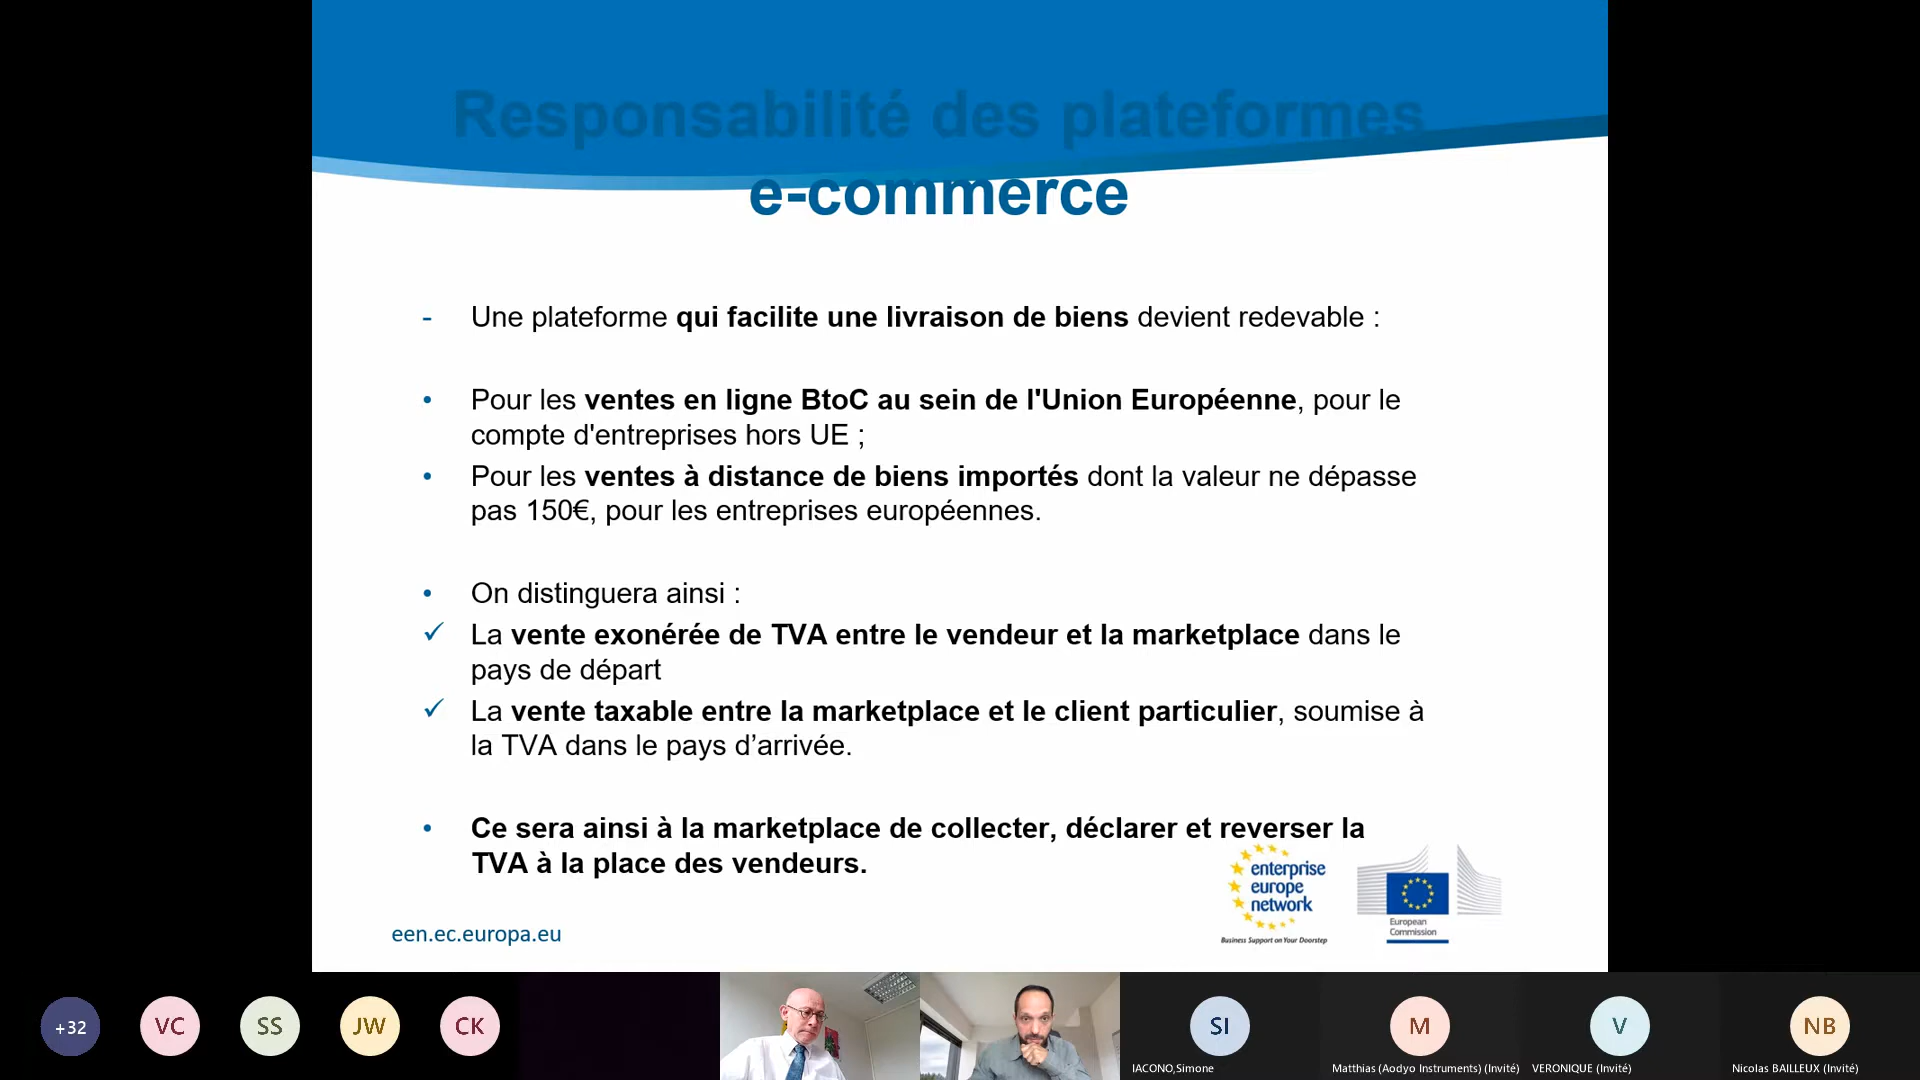 Responsabilité des plateformes
e-commerce
- Une plateforme qui facilite une livraison de biens devient redevable :
• Pour les ventes en ligne BtoC au sein de l'Union Européenne, pour le
compte d'entreprises hors UE ;
• Pour les ventes à distance de biens importés dont la valeur ne dépasse
pas 150€, pour les entreprises européennes.
• On distinguera ainsi :
✓ La vente exonérée de TVA entre le vendeur et la marketplace dans le
pays de départ
✓ La vente taxable entre la marketplace et le client particulier, soumise à
la TVA dans le pays d’arrivée.
• Ce sera ainsi à la marketplace de collecter, déclarer et reverser la
TVA à la place des vendeurs.
enterprise
europe
network
Business Support on Your Doorstep
European
Commission
een.ec.europa.eu
+32
VC
SS
JW
CK
SI
M
V
NB
IACONO,Simone
Matthias (Aodyo Instruments) (Invité)
VERONIQUE (Invité)
Nicolas BAILLEUX (Invité)